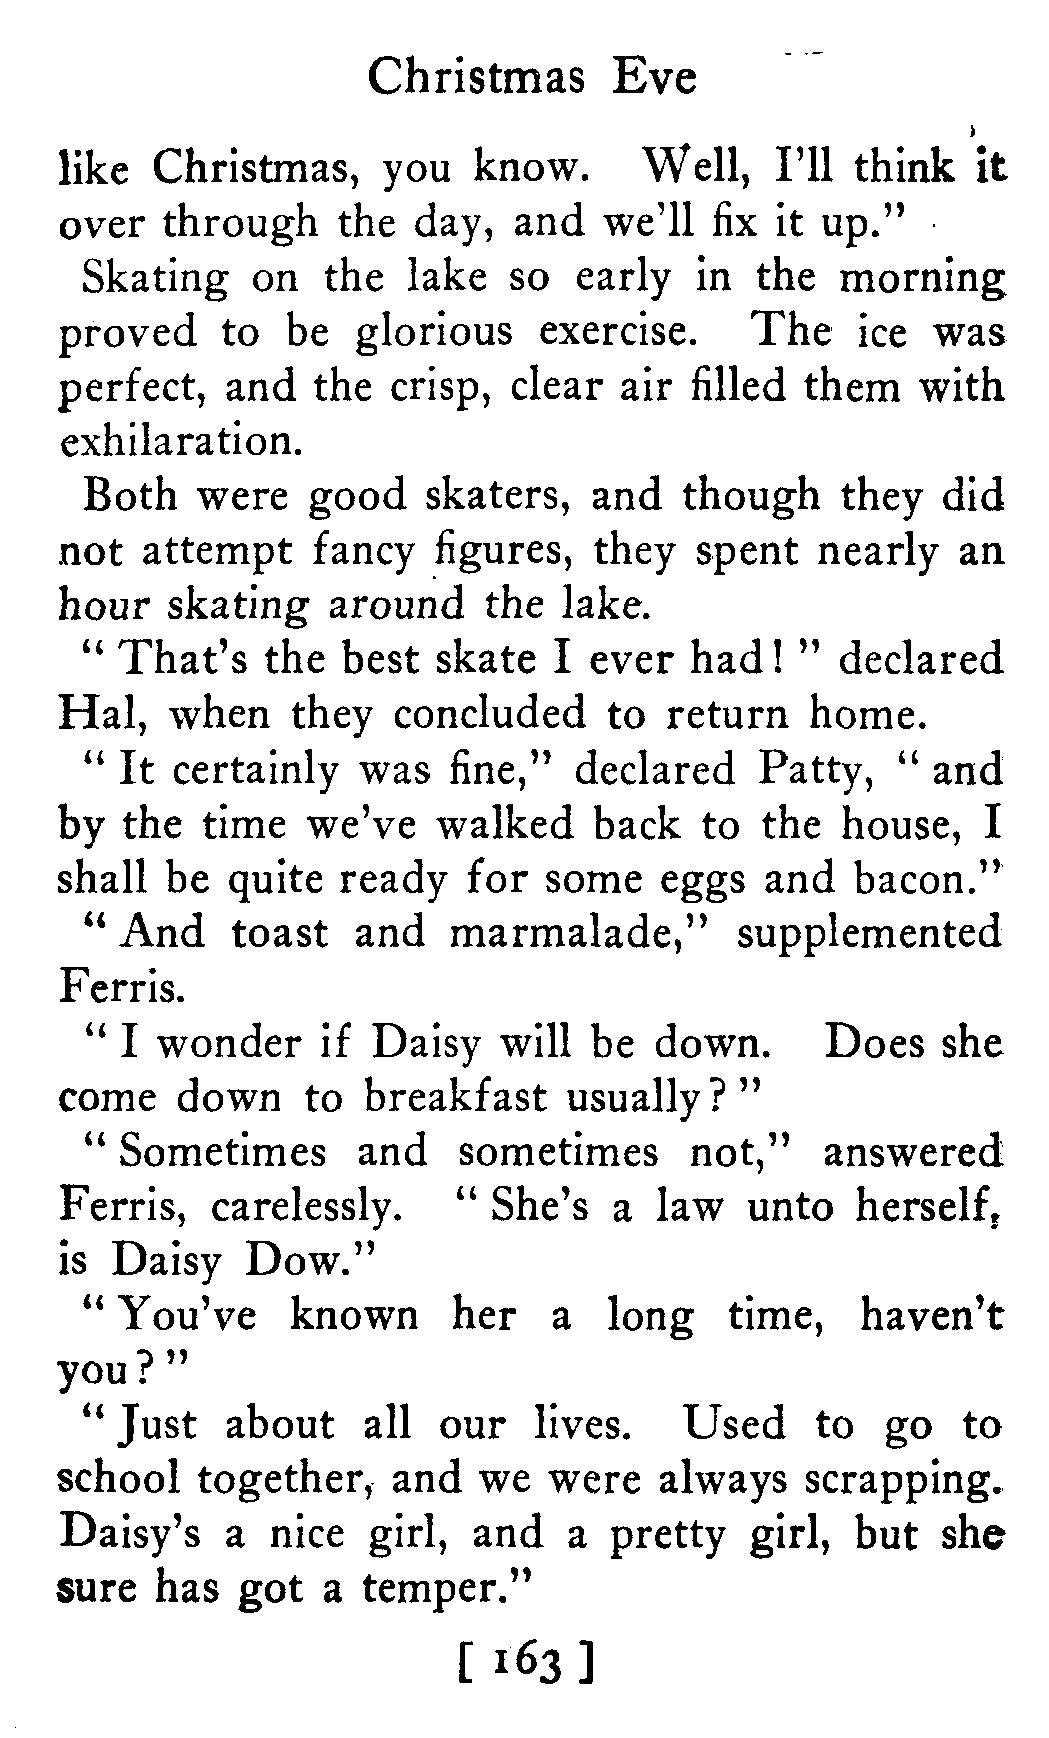 Christmas Eve
like Christmas, you know. Well, I'll think it
over through the day, and we'll fix it up."
Skating on the lake so early in the morning
proved to be glorious exercise. The ice was
perfect, and the crisp, clear air filled them with
exhilaration.
Both were good skaters, and though they did
not attempt fancy figures, they spent nearly an
hour skating around the lake.
" That's the best skate I ever had! " declared
Hal, when they concluded to return home.
" It certainly was fine," declared Patty, " and
by the time we've walked back to the house, I
shall be quite ready for some eggs and bacon."
" And toast and marmalade," supplemented
Ferris.
" I wonder if Daisy will be down. Does she
come down to breakfast usually? "
" Sometimes and sometimes not," answered
Ferris, carelessly. " She's a law unto herself,
is Daisy Dow."
" You've known her a long time, haven't
you? "
" Just about all our lives. Used to go to
school together, and we were always scrapping.
Daisy's a nice girl, and a pretty girl, but she
sure has got a temper."
[ 163 ]